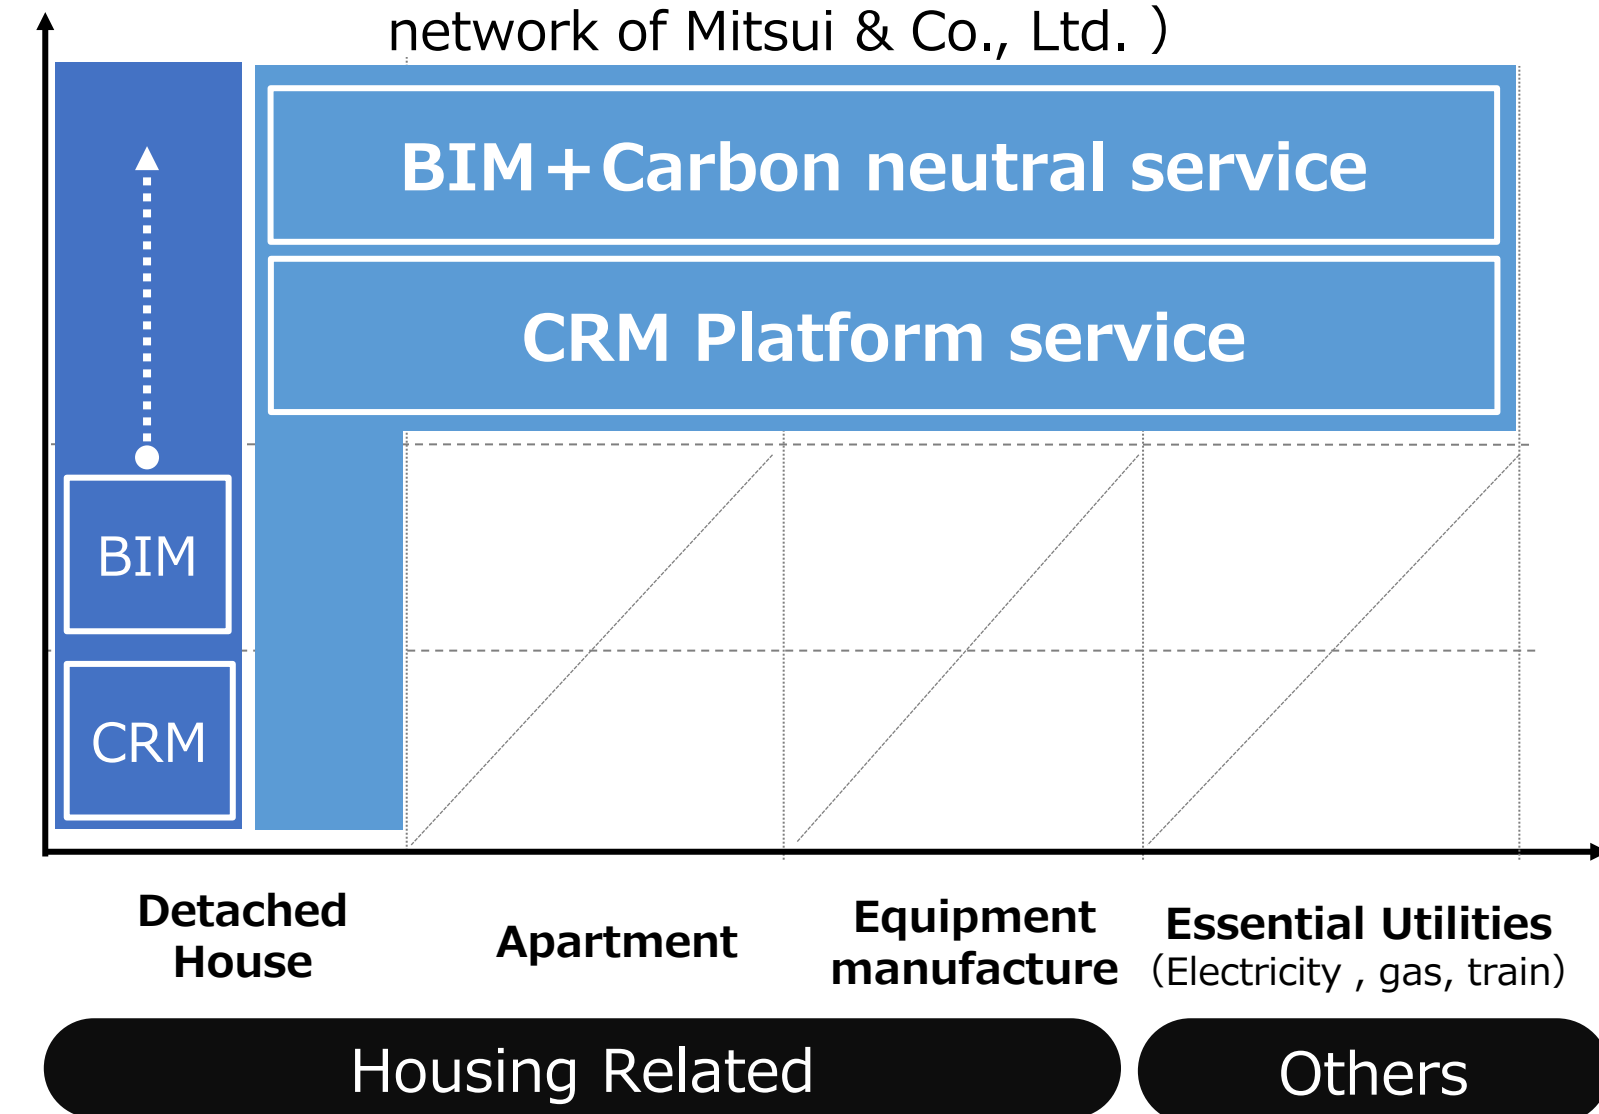 network of Mitsui & Co., Ltd. )
BIM+Carbon neutral service
CRM Platform service
BIM
CRM
Detached
House
Apartment
Equipment
manufacture
Essential Utilities
(Electricity , gas, train)
Housing Related
Others